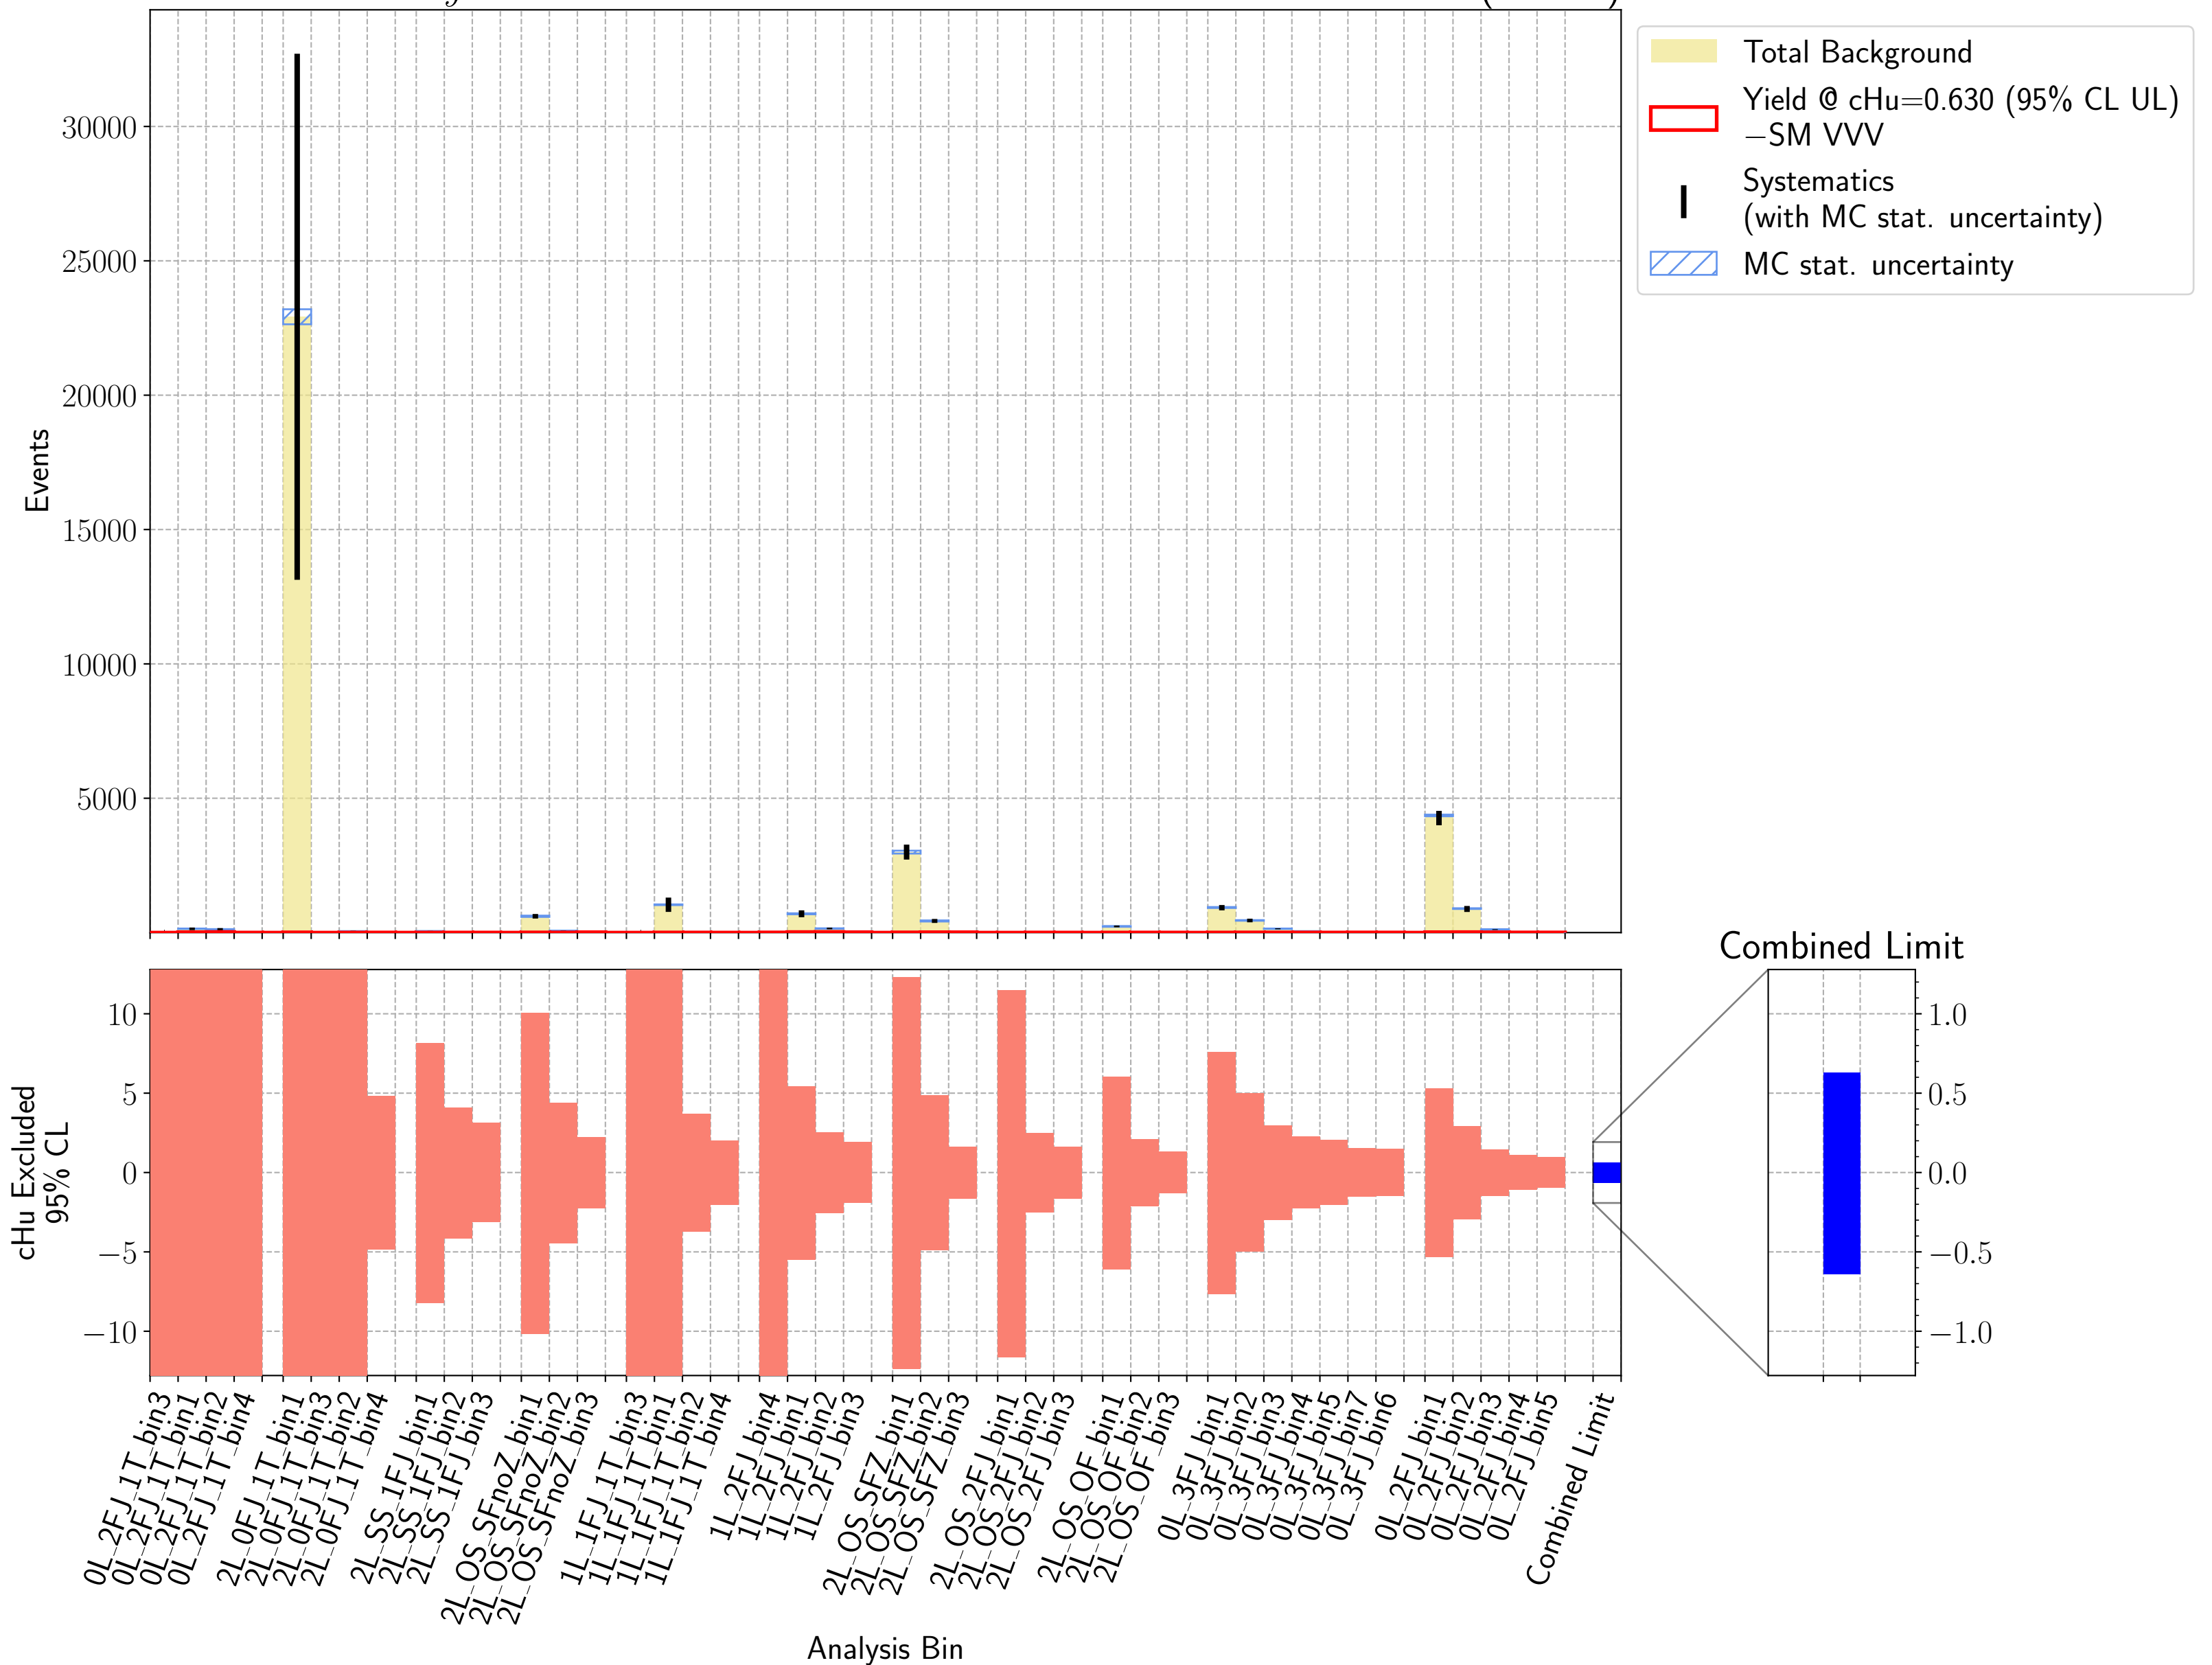 Total Background
Yield @ cHu=0.630 (95% CL UL)
−SM VVV
Systematics
(with MC stat. uncertainty)
MC stat. uncertainty
Events
30000
25000
20000
15000
10000
5000
Combined Limit
cHu Excluded
95% CL
10
5
0
−5
−10
1.0
0.5
0.0
−0.5
−1.0
0L_2FJ_1T_bin3
0L_2FJ_1T_bin1
0L_2FJ_1T_bin2
0L_2FJ_1T_bin4
2L_0FJ_1T_bin1
2L_0FJ_1T_bin3
2L_0FJ_1T_bin2
2L_0FJ_1T_bin4
2L_SS_1FJ_bin1
2L_SS_1FJ_bin2
2L_SS_1FJ_bin3
2L_OS_SFnoZ_bin1
2L_OS_SFnoZ_bin2
2L_OS_SFnoZ_bin3
1L_1FJ_1T_bin3
1L_1FJ_1T_bin1
1L_1FJ_1T_bin2
1L_1FJ_1T_bin4
1L_2FJ_bin4
1L_2FJ_bin1
1L_2FJ_bin2
1L_2FJ_bin3
2L_OS_SFZ_bin1
2L_OS_SFZ_bin2
2L_OS_SFZ_bin3
2L_OS_2FJ_bin1
2L_OS_2FJ_bin2
2L_OS_2FJ_bin3
2L_OS_OF_bin1
2L_OS_OF_bin2
2L_OS_OF_bin3
0L_3FJ_bin1
0L_3FJ_bin2
0L_3FJ_bin3
0L_3FJ_bin4
0L_3FJ_bin5
0L_3FJ_bin7
0L_3FJ_bin6
0L_2FJ_bin1
0L_2FJ_bin2
0L_2FJ_bin3
0L_2FJ_bin4
0L_2FJ_bin5
Combined Limit
Analysis Bin